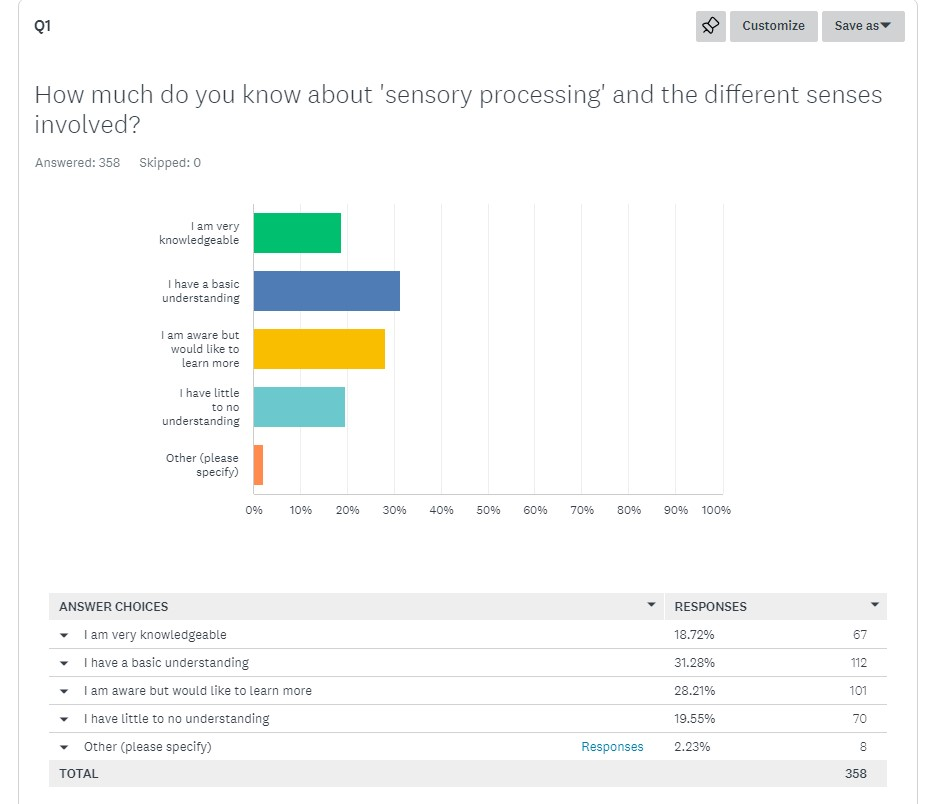 Q1
Customize
Save as
How much do you know about 'sensory processing' and the different senses
involved?
Answered: 358 Skipped: 0
I am very
knowledgeable
I have a basic
understanding
I am aware but
would like to
learn more
I have little
to no
understanding
Other (please
specify)
0% 10% 20% 30% 40% 50% 60% 70% 80% 90% 100%
ANSWER CHOICES RESPONSES
I am very knowledgeable 18.72% 67
I have a basic understanding 31.28% 112
I am aware but would like to learn more 28.21% 101
I have little to no understanding 19.55% 70
Other (please specify) Responses 2.23% 8
TOTAL 358